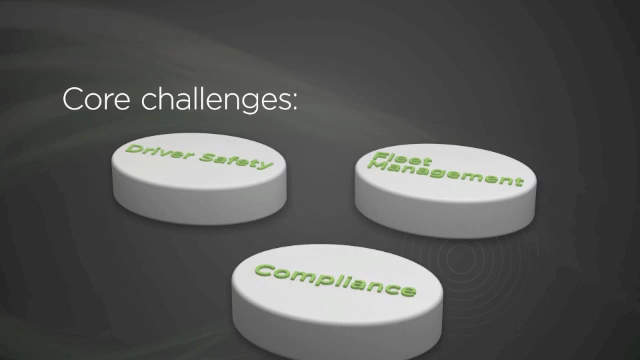 Core challenges:
Driver Safety
Fleet
Management
Compliance